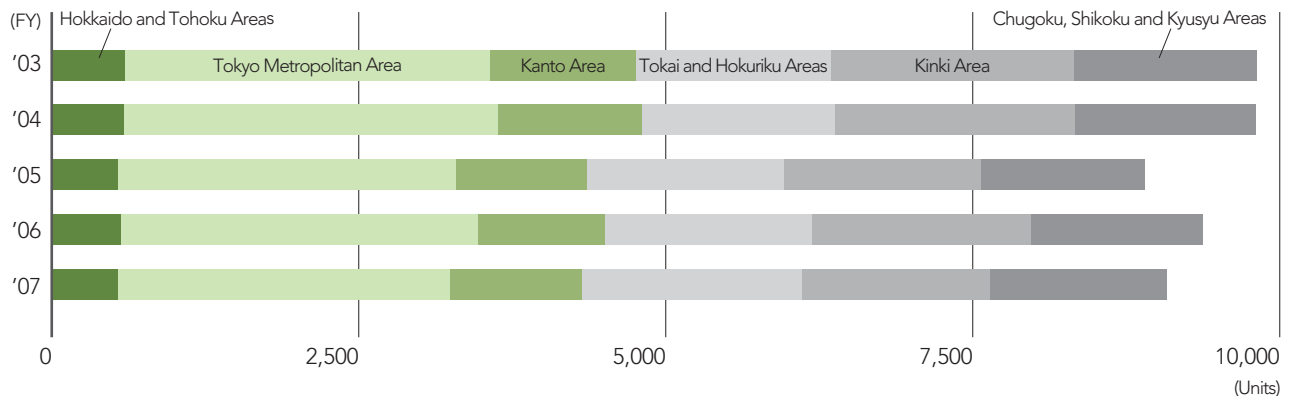 (FY)
Hokkaido and Tohoku Areas
Chugoku, Shikoku and Kyusyu Areas
'03
Tokyo Metropolitan Area
Kanto Area
Tokai and Hokuriku Areas
Kinki Area
'04
'05
'06
'07
0
2,500
5,000
7,500
10,000
(Units)